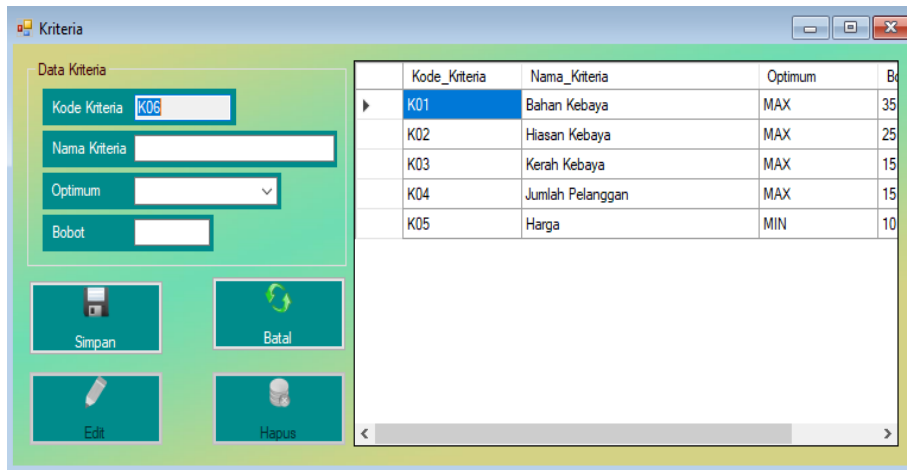 Kriteria
Data Kriteria
Kode Kriteria K06
Nama Kriteria
Optimum
Bobot
Simpan
Batal
Edit
Hapus
Kode_Kriteria Nama_Kriteria Optimum Bo
K01 Bahan Kebaya MAX 35
K02 Hiasan Kebaya MAX 25
K03 Kerah Kebaya MAX 15
K04 Jumlah Pelanggan MAX 15
K05 Harga MIN 10